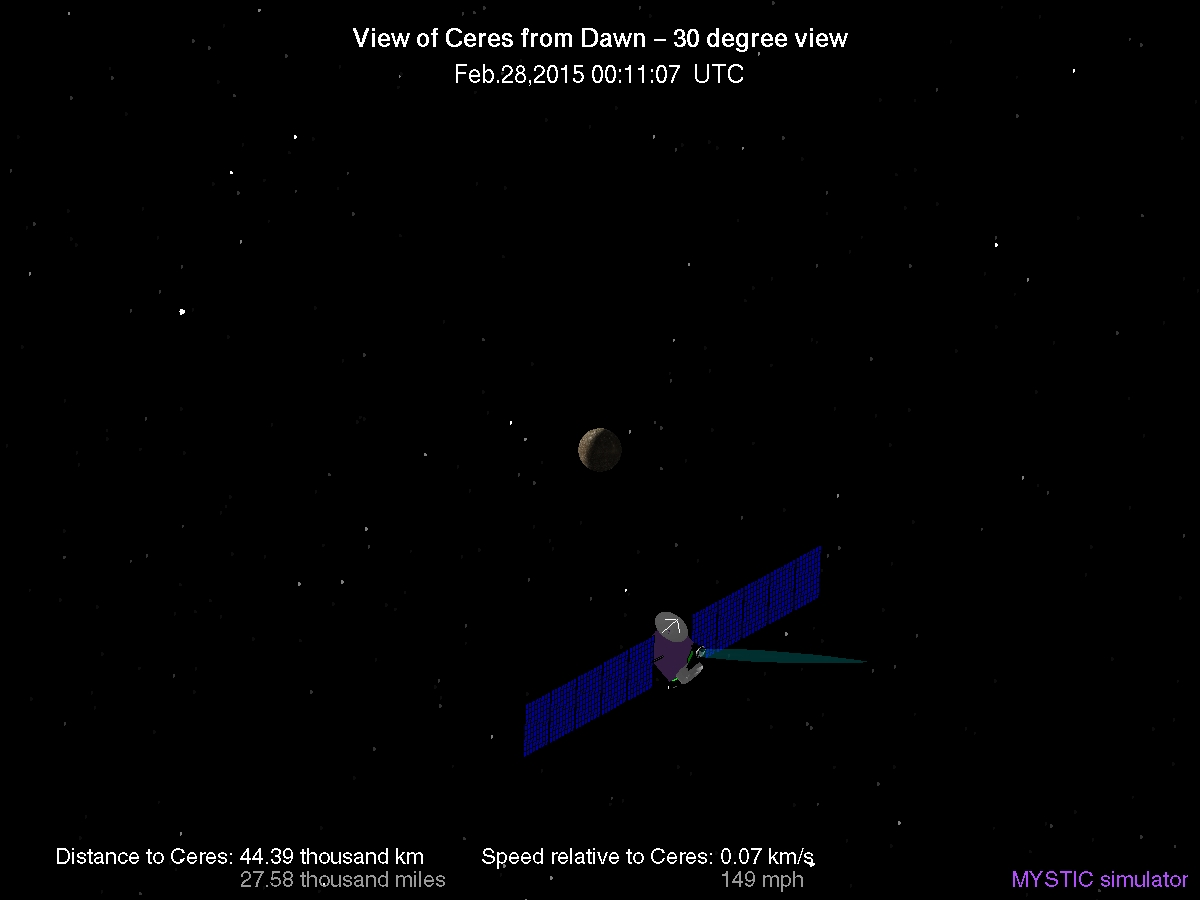 View of Ceres from Dawn – 30 degree view
Feb.28,2015 00:11:07 UTC
Distance to Ceres: 44.39 thousand km
27.58 thousand miles
Speed relative to Ceres: 0.07 km/s
149 mph
MYSTIC simulator